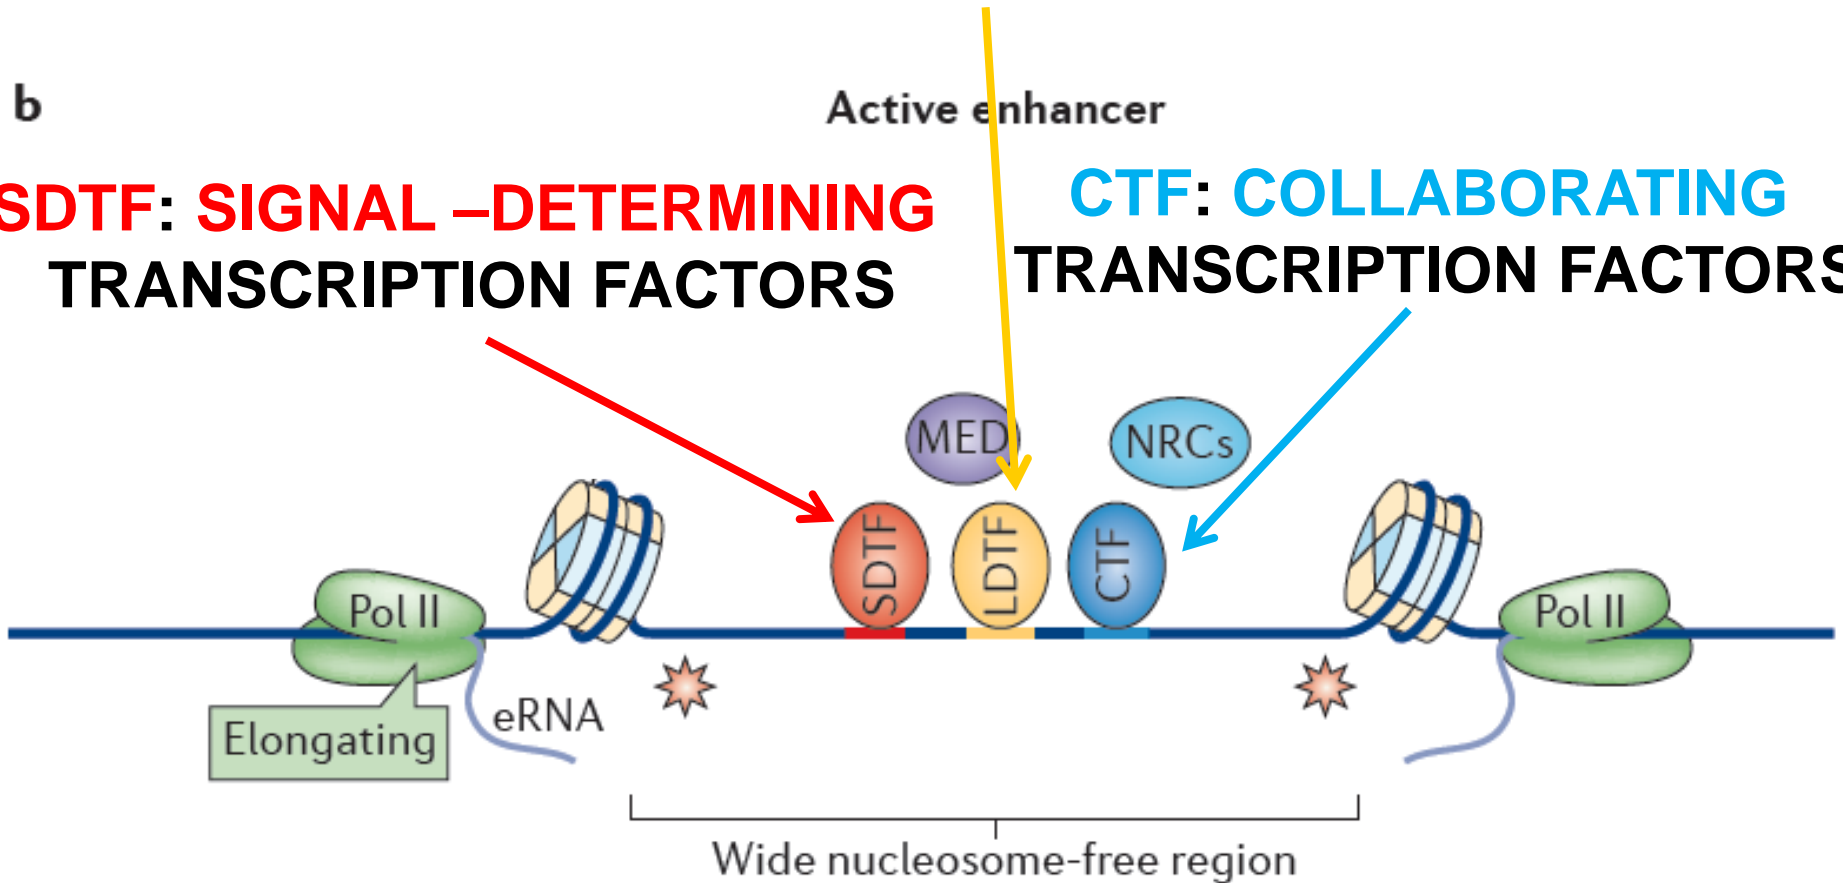 b
Active enhancer
SDTF: SIGNAL –DETERMINING
TRANSCRIPTION FACTORS
CTF: COLLABORATING
TRANSCRIPTION FACTORS
MED
NRCs
SDTF
LDTF
CTF
Pol II
Pol II
eRNA
Elongating
Wide nucleosome-free region